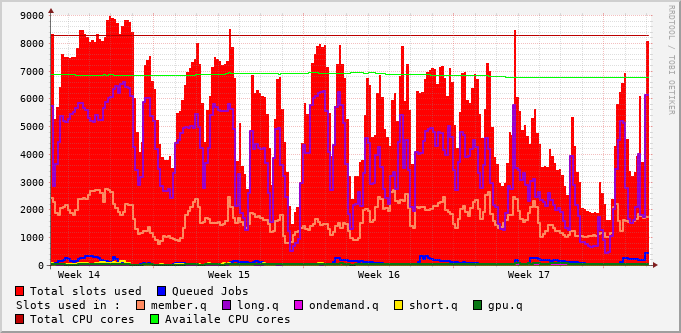 RRDTOOL / TOBI OETIKER
9000
8000
7000
6000
5000
4000
3000
2000
1000
0
Week 14 Week 15 Week 16 Week 17
Total slots used Queued Jobs
Slots used in : member.q long.q ondemand.q short.q gpu.q
Total CPU cores Availale CPU cores